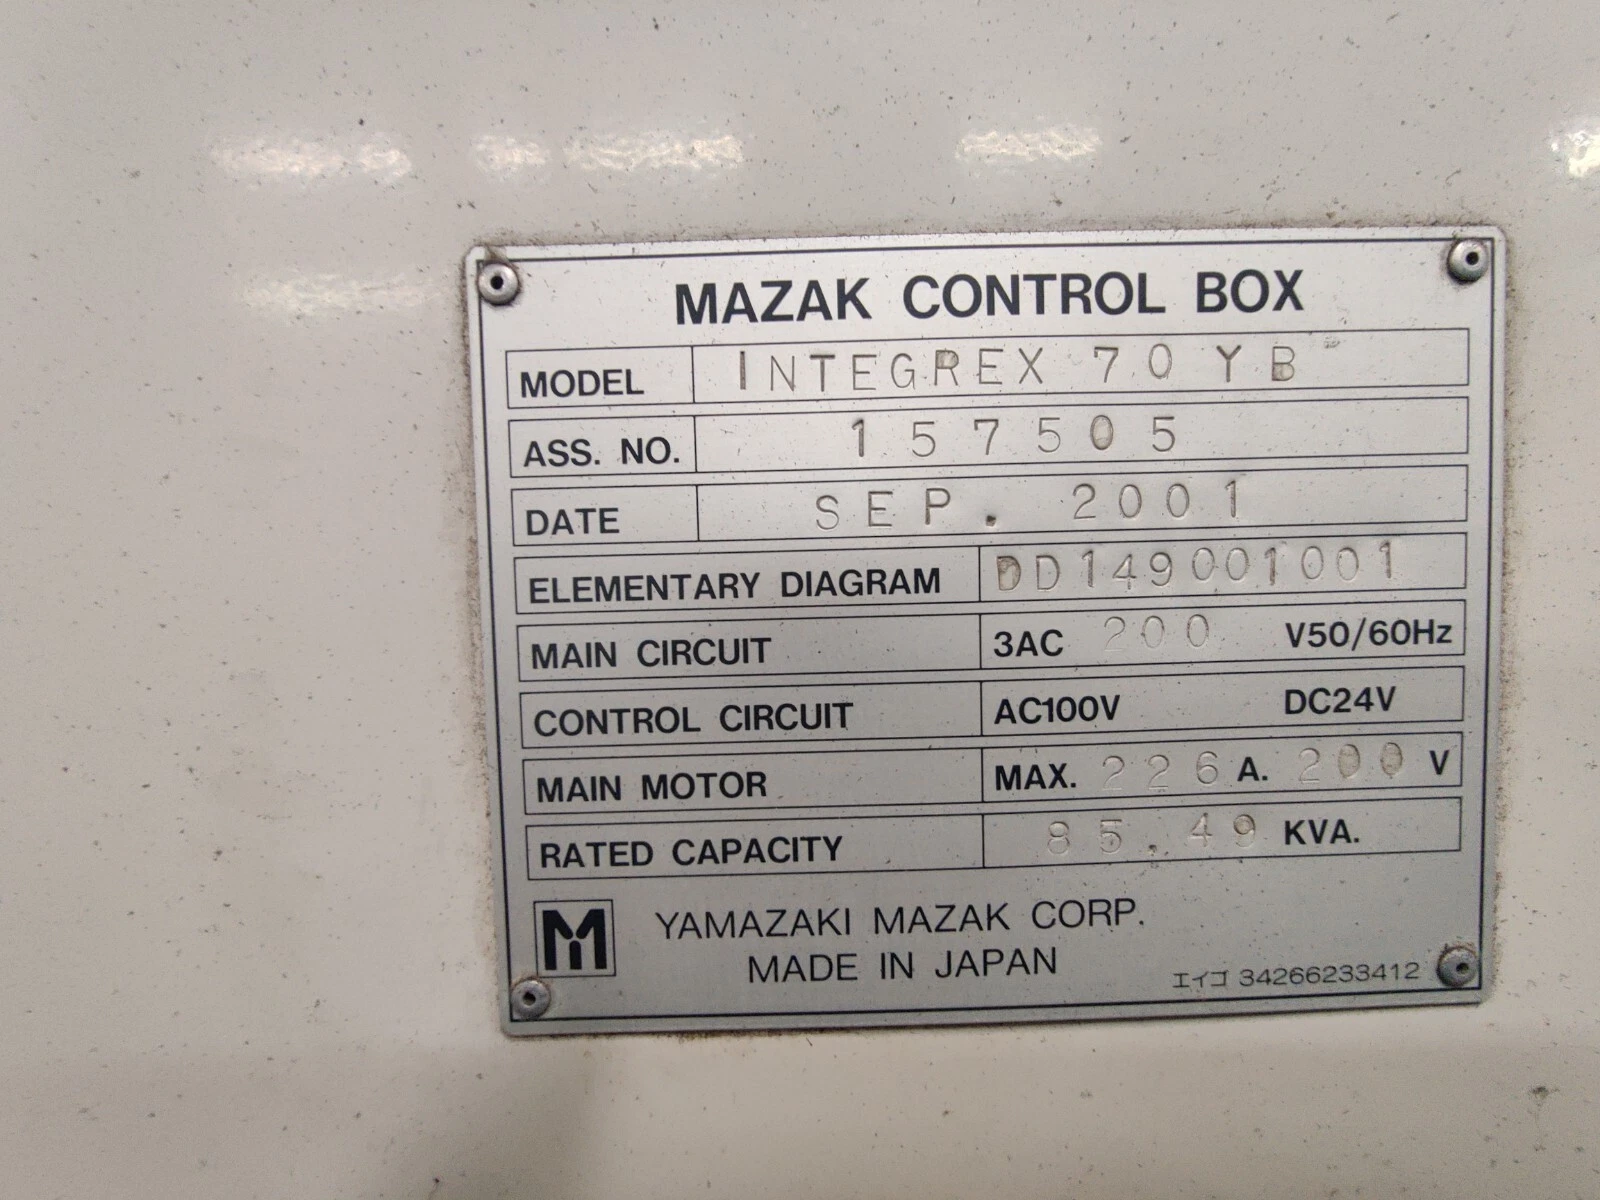 MAZAK CONTROL BOX
MODEL INTEGREX 70 YB
ASS. NO. 157505
DATE SEP. 2001
ELEMENTARY DIAGRAM DD149001001
MAIN CIRCUIT 3AC 200 V50/60Hz
CONTROL CIRCUIT AC100V DC24V
MAIN MOTOR MAX. 226 A. 200 V
RATED CAPACITY 85.49 KVA.
YAMAZAKI MAZAK CORP.
MADE IN JAPAN
エイコ 34266233412